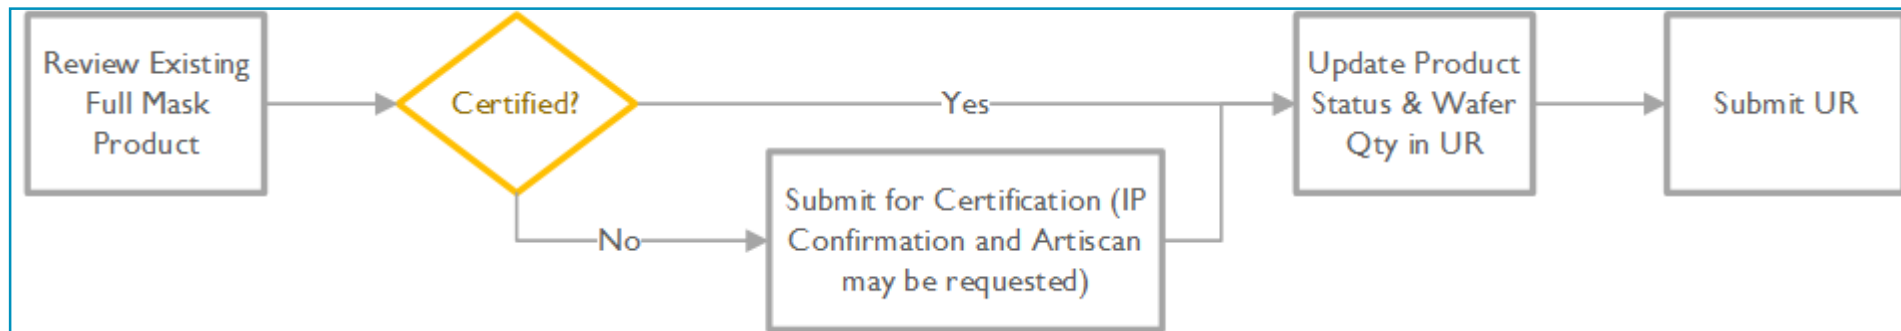 Review Existing
Full Mask
Product
Certified?
Yes
No
Submit for Certification (IP
Confirmation and Artiscan
may be requested)
Update Product
Status & Wafer
Qty in UR
Submit UR